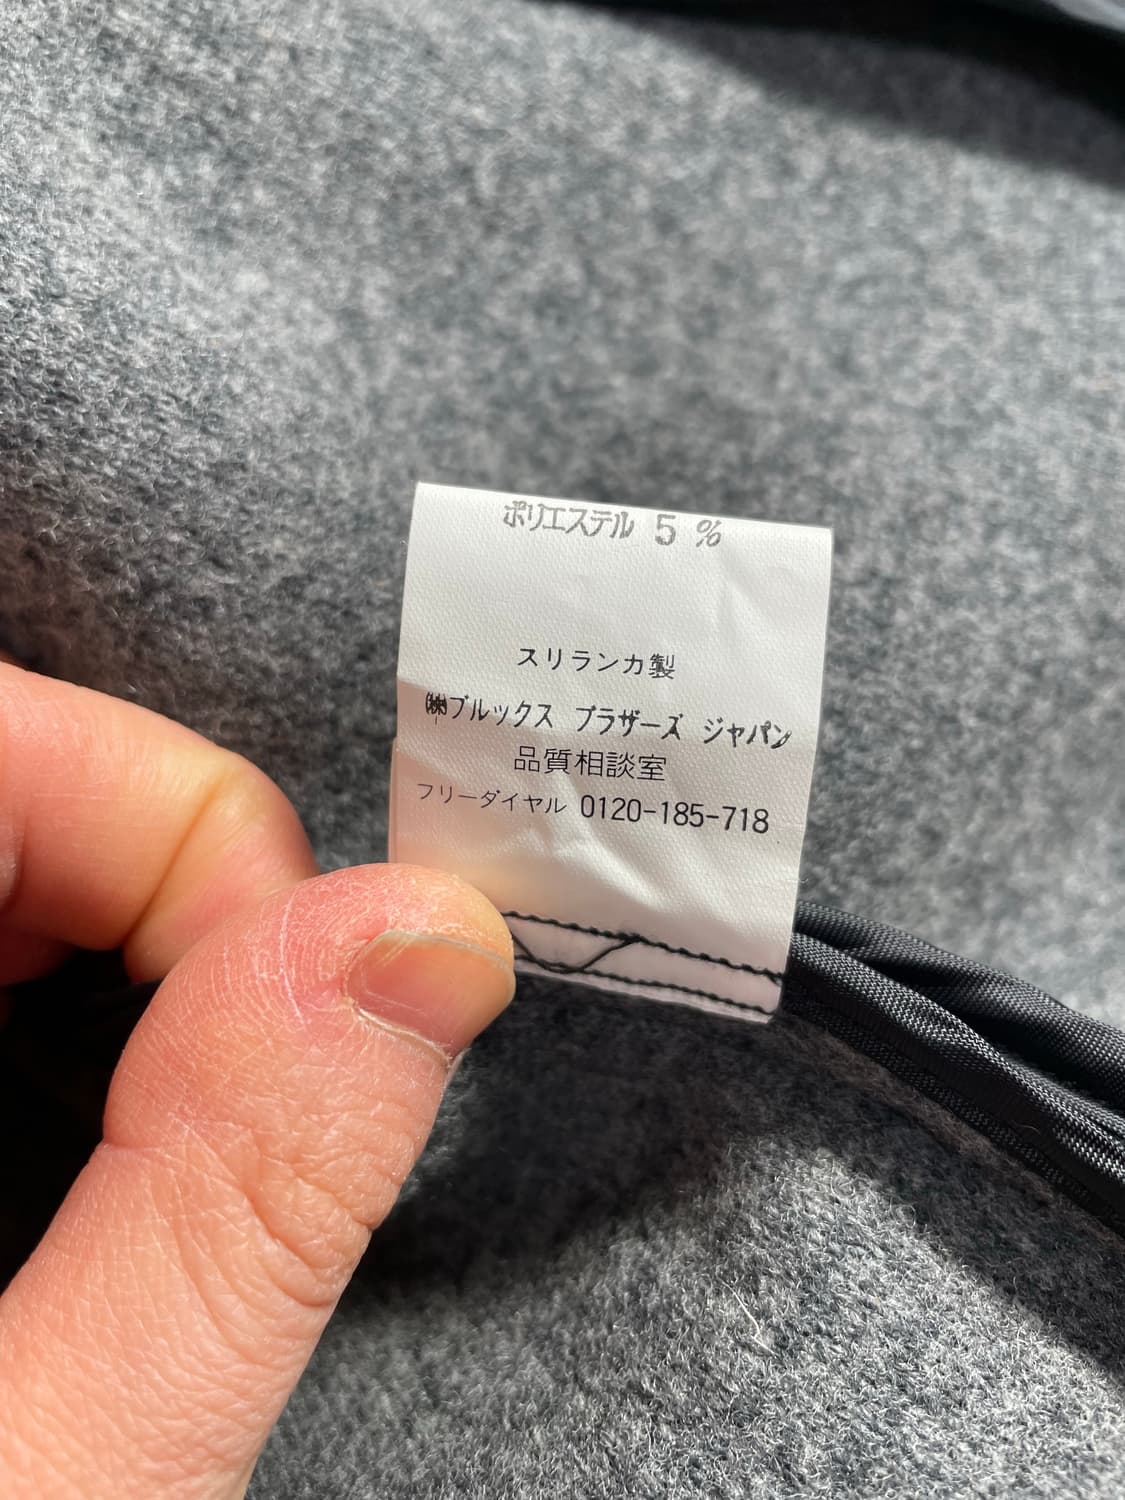 ポリエステル 5 %
スリランカ製
㈱ブルックス ブラザーズ ジャパン
品質相談室
フリーダイヤル 0120-185-718